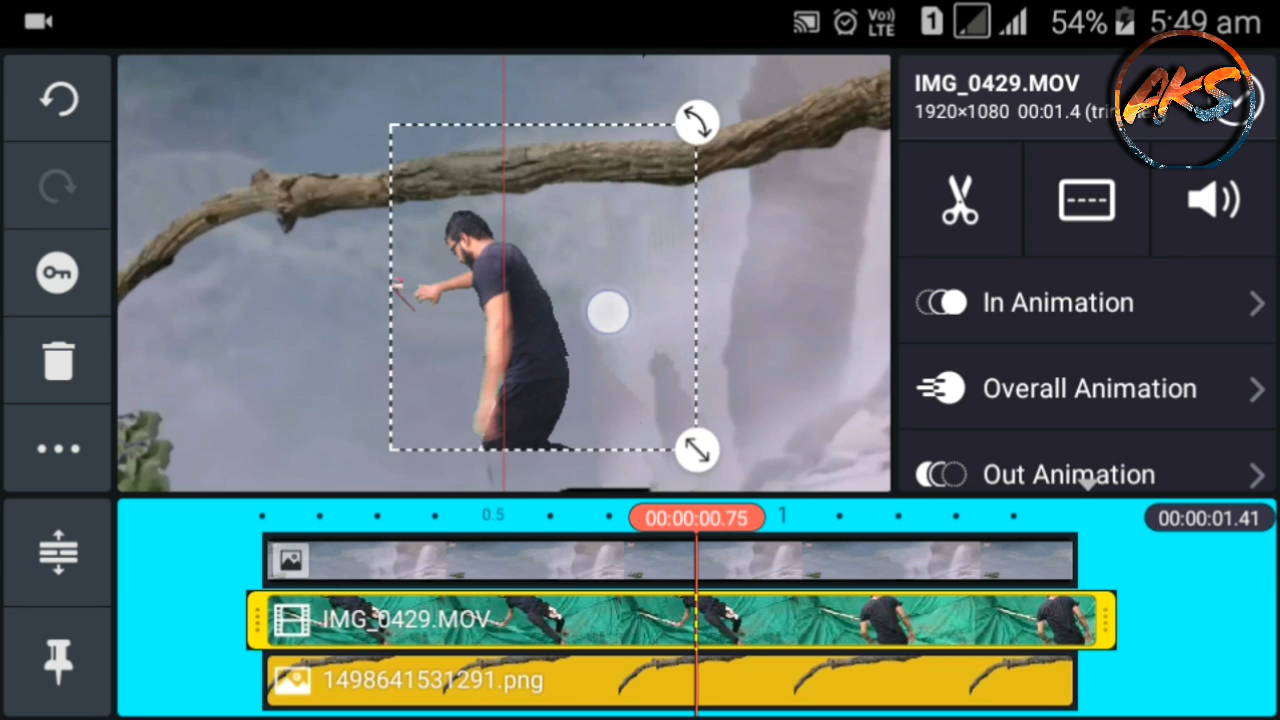 Vo)) LTE 1 54% 5:49 am
IMG_0429.MOV
1920×1080 00:01.4
AKS
In Animation
Overall Animation
Out Animation
0.5
00:00:00.75
1
00:00:01.41
IMG_0429.MOV
1498641531291.png